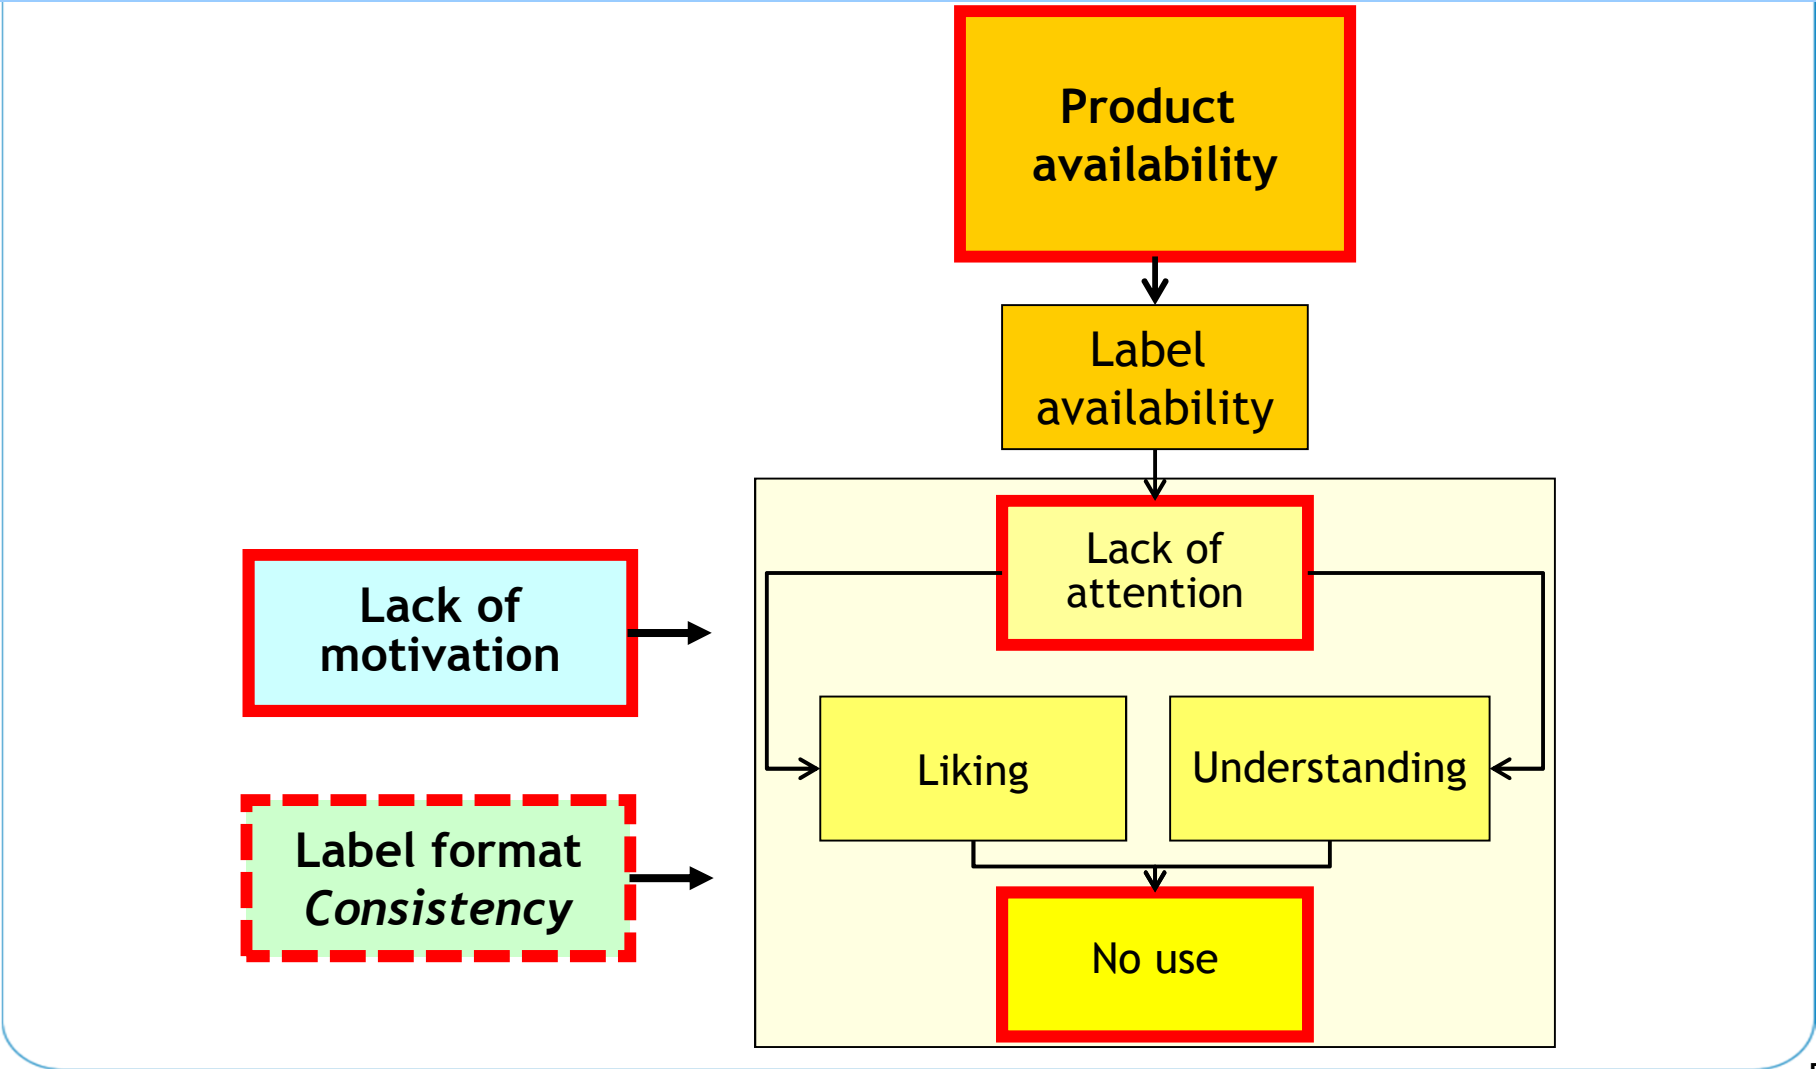 Product
availability
Label
availability
Lack of
attention
Lack of
motivation
Liking
Understanding
Label format
Consistency
No use